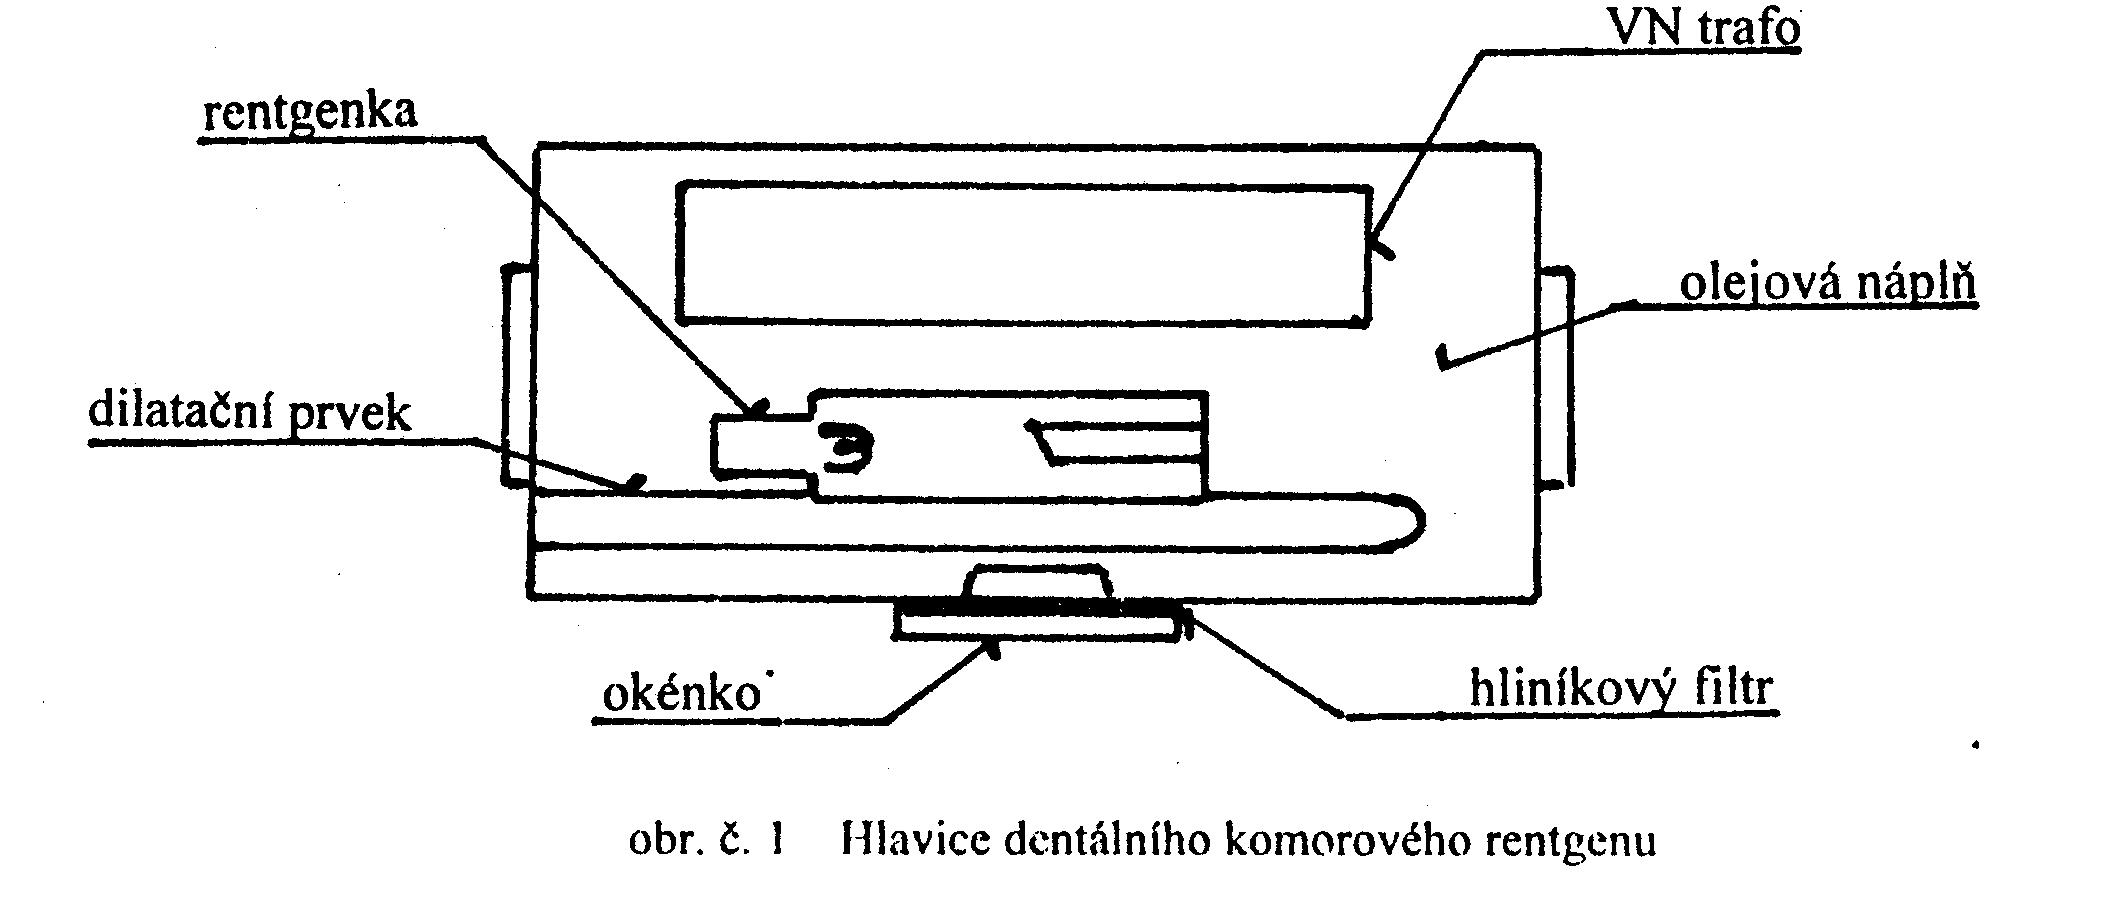 VN trafo
rentgenka
olejová náplň
dilatační prvek
okénko
hliníkový filtr
obr. č. 1 Hlavice dentálního komorového rentgenu